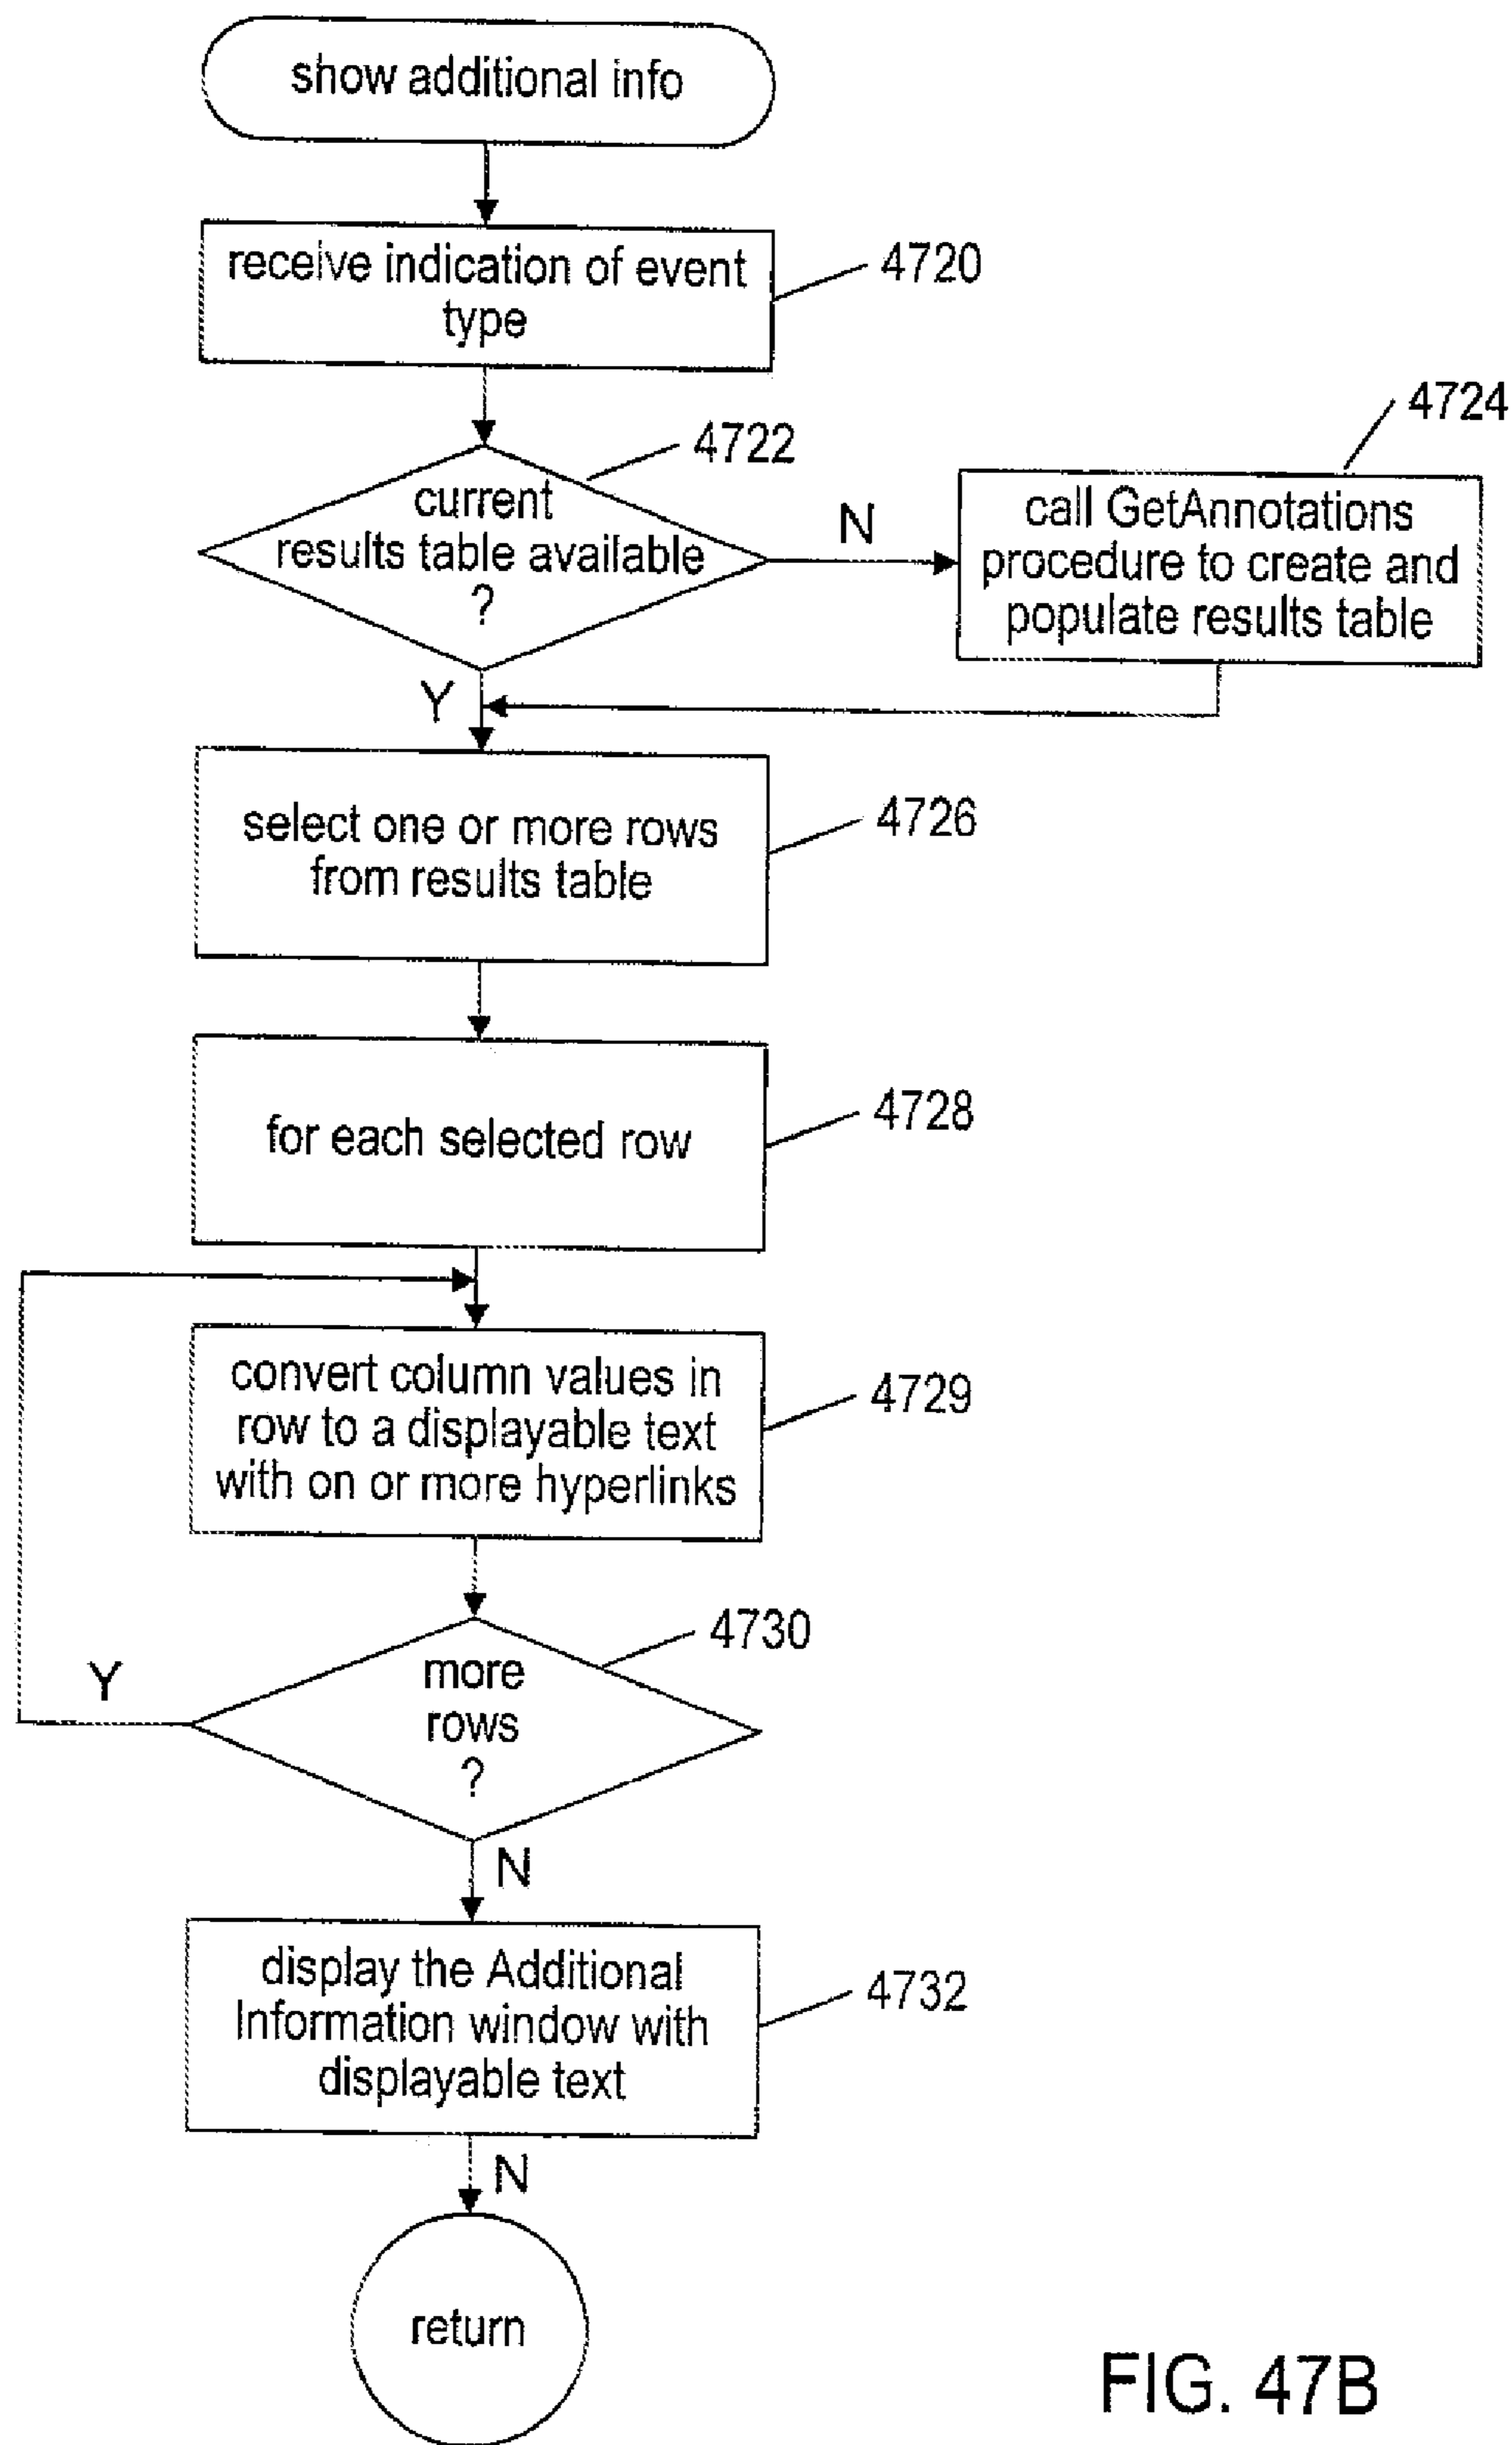 show additional info
receive indication of event
type
4720
4722
current
results table available
?
N
4724
call GetAnnotations
procedure to create and
populate results table
Y
select one or more rows
from results table
4726
for each selected row
4728
convert column values in
row to a displayable text
with on or more hyperlinks
4729
4730
more
rows
?
Y
N
display the Additional
Information window with
displayable text
4732
N
return
FIG. 47B